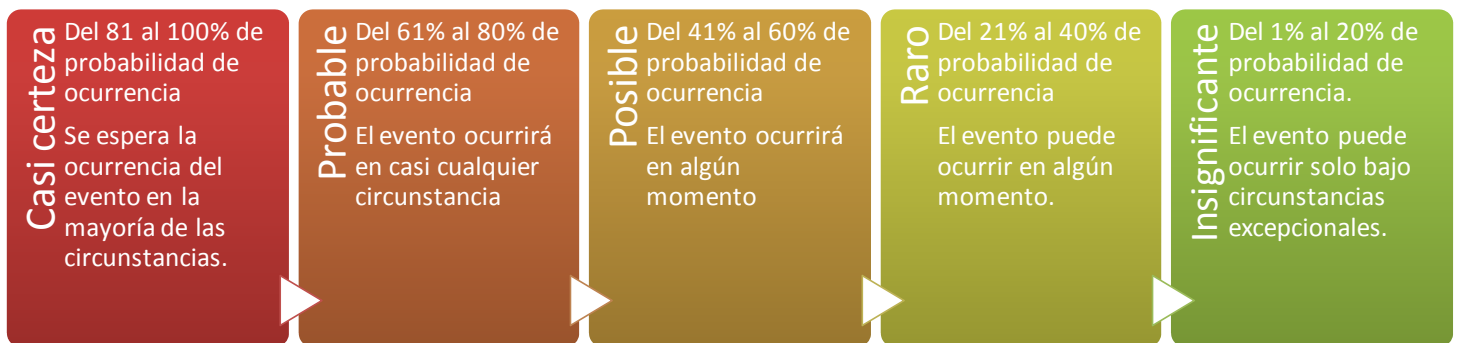 Casi certeza
Del 81 al 100% de
probabilidad de
ocurrencia
Se espera la
ocurrencia del
evento en la
mayoría de las
circunstancias.
Probable
Del 61% al 80% de
probabilidad de
ocurrencia
El evento ocurrirá
en casi cualquier
circunstancia
Posible
Del 41% al 60% de
probabilidad de
ocurrencia
El evento ocurrirá
en algún
momento
Raro
Del 21% al 40% de
probabilidad de
ocurrencia
El evento puede
ocurrir en algún
momento.
Insignificante
Del 1% al 20% de
probabilidad de
ocurrencia.
El evento puede
ocurrir solo bajo
circunstancias
excepcionales.